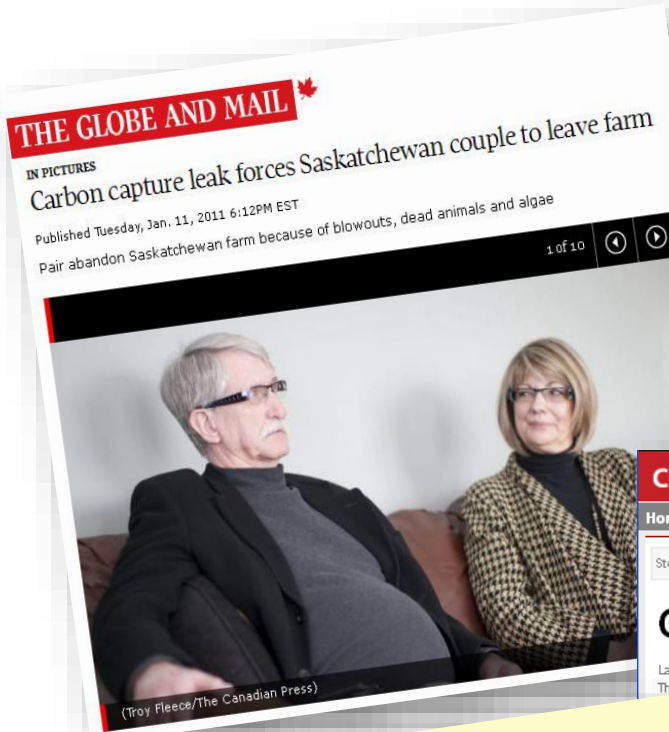 THE GLOBE AND MAIL
IN PICTURES
Carbon capture leak forces Saskatchewan couple to leave farm
Published Tuesday, Jan. 11, 2011 6:12PM EST
Pair abandon Saskatchewan farm because of blowouts, dead animals and algae
1 of 10
(Troy Fleece/The Canadian Press)